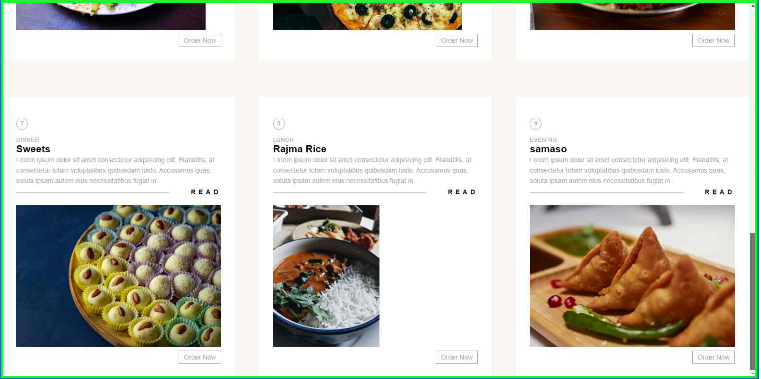 Order Now
Order Now
Order Now
7
DINNER
Sweets
Lorem ipsum dolor sit amet consectetur adipisicing elit. Blanditiis, at
consectetur totam voluptatibus quibusdam iusto. Accusamus quas,
soluta ipsam autem eius necessitatibus fugiat in
READ
Order Now
8
LUNCH
Rajma Rice
Lorem ipsum dolor sit amet consectetur adipisicing elit. Blanditiis, at
consectetur totam voluptatibus quibusdam iusto. Accusamus quas,
soluta ipsam autem eius necessitatibus fugiat in
READ
Order Now
9
EVENING
samaso
Lorem ipsum dolor sit amet consectetur adipisicing elit. Blanditiis, at
consectetur totam voluptatibus quibusdam iusto. Accusamus quas,
soluta ipsam autem eius necessitatibus fugiat in
READ
Order Now